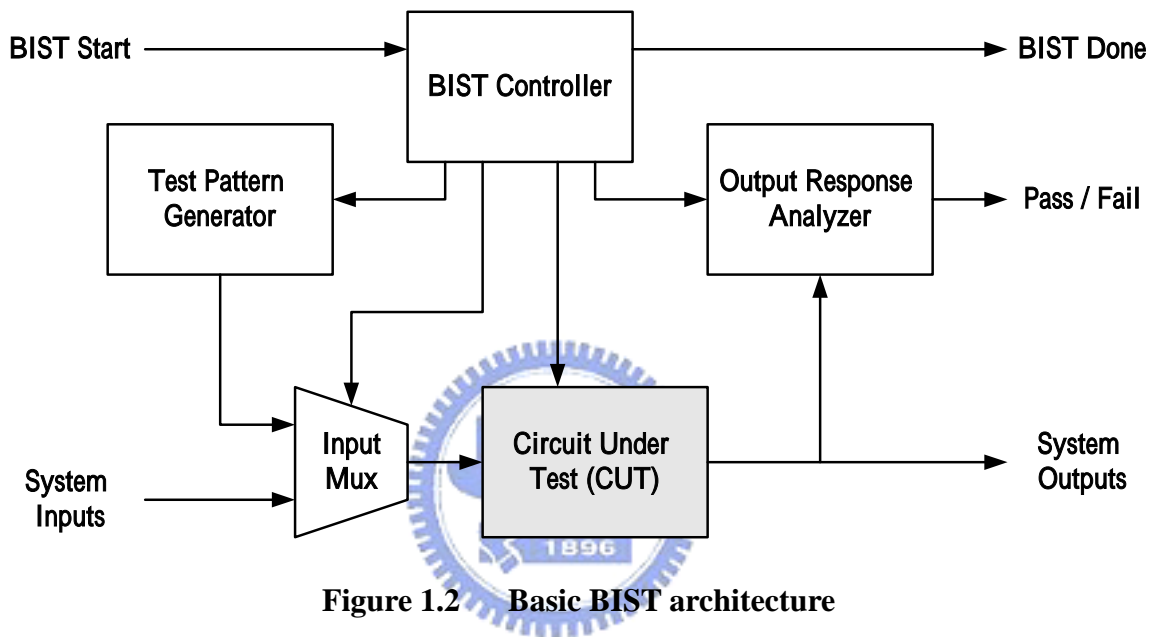 BIST Start
BIST Controller
BIST Done
Test Pattern
Generator
Output Response
Analyzer
Pass / Fail
Input
Mux
Circuit Under
Test (CUT)
System
Outputs
System
Inputs
1896
Figure 1.2 Basic BIST architecture